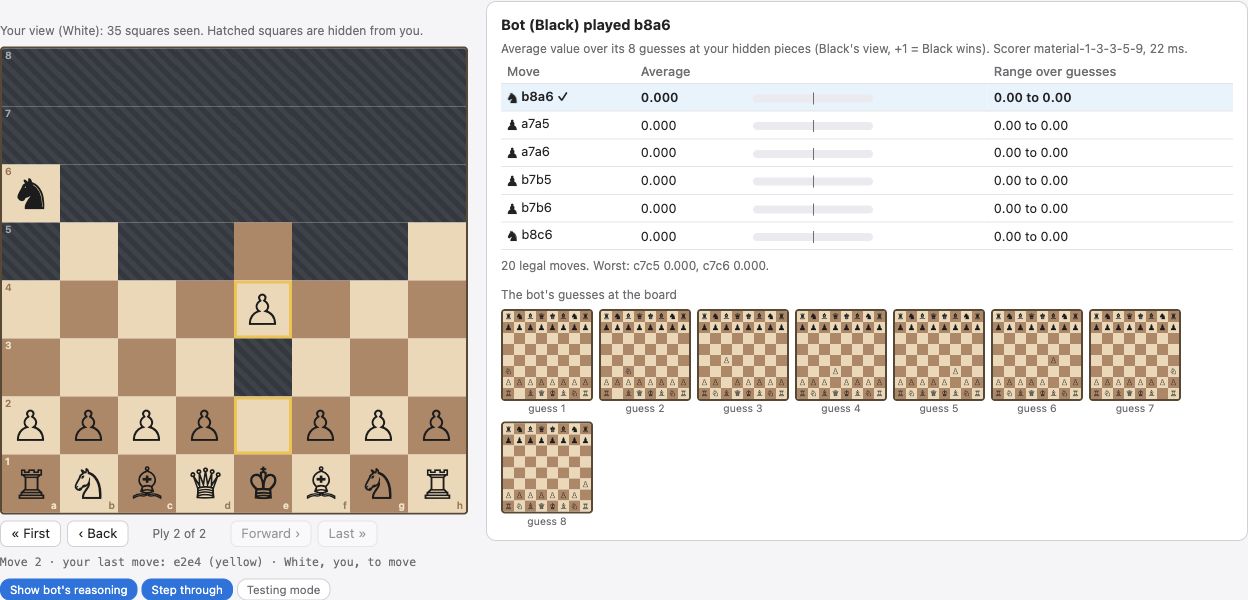 Your view (White): 35 squares seen. Hatched squares are hidden from you.
8
7
6
5
4
3
2
1
a b c d e f g h
« First
‹ Back
Ply 2 of 2
Forward ›
Last »
Move 2 · your last move: e2e4 (yellow) · White, you, to move
Show bot's reasoning
Step through
Testing mode
Bot (Black) played b8a6
Average value over its 8 guesses at your hidden pieces (Black's view, +1 = Black wins). Scorer material-1-3-3-5-9, 22 ms.
Move Average Range over guesses
b8a6 ✓ 0.000 0.00 to 0.00
a7a5 0.000 0.00 to 0.00
a7a6 0.000 0.00 to 0.00
b7b5 0.000 0.00 to 0.00
b7b6 0.000 0.00 to 0.00
b8c6 0.000 0.00 to 0.00
20 legal moves. Worst: c7c5 0.000, c7c6 0.000.
The bot's guesses at the board
guess 1 guess 2 guess 3 guess 4 guess 5 guess 6 guess 7
guess 8